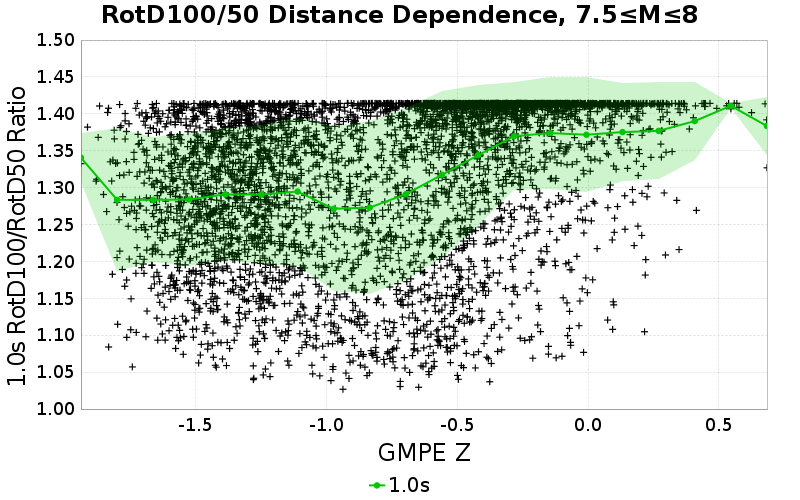 RotD100/50 Distance Dependence, 7.5≤M≤8
1.50
1.45
1.40
1.35
1.30
1.25
1.20
1.15
1.10
1.05
1.00
1.0s RotD100/RotD50 Ratio
-1.5 -1.0 -0.5 0.0 0.5
GMPE Z
1.0s